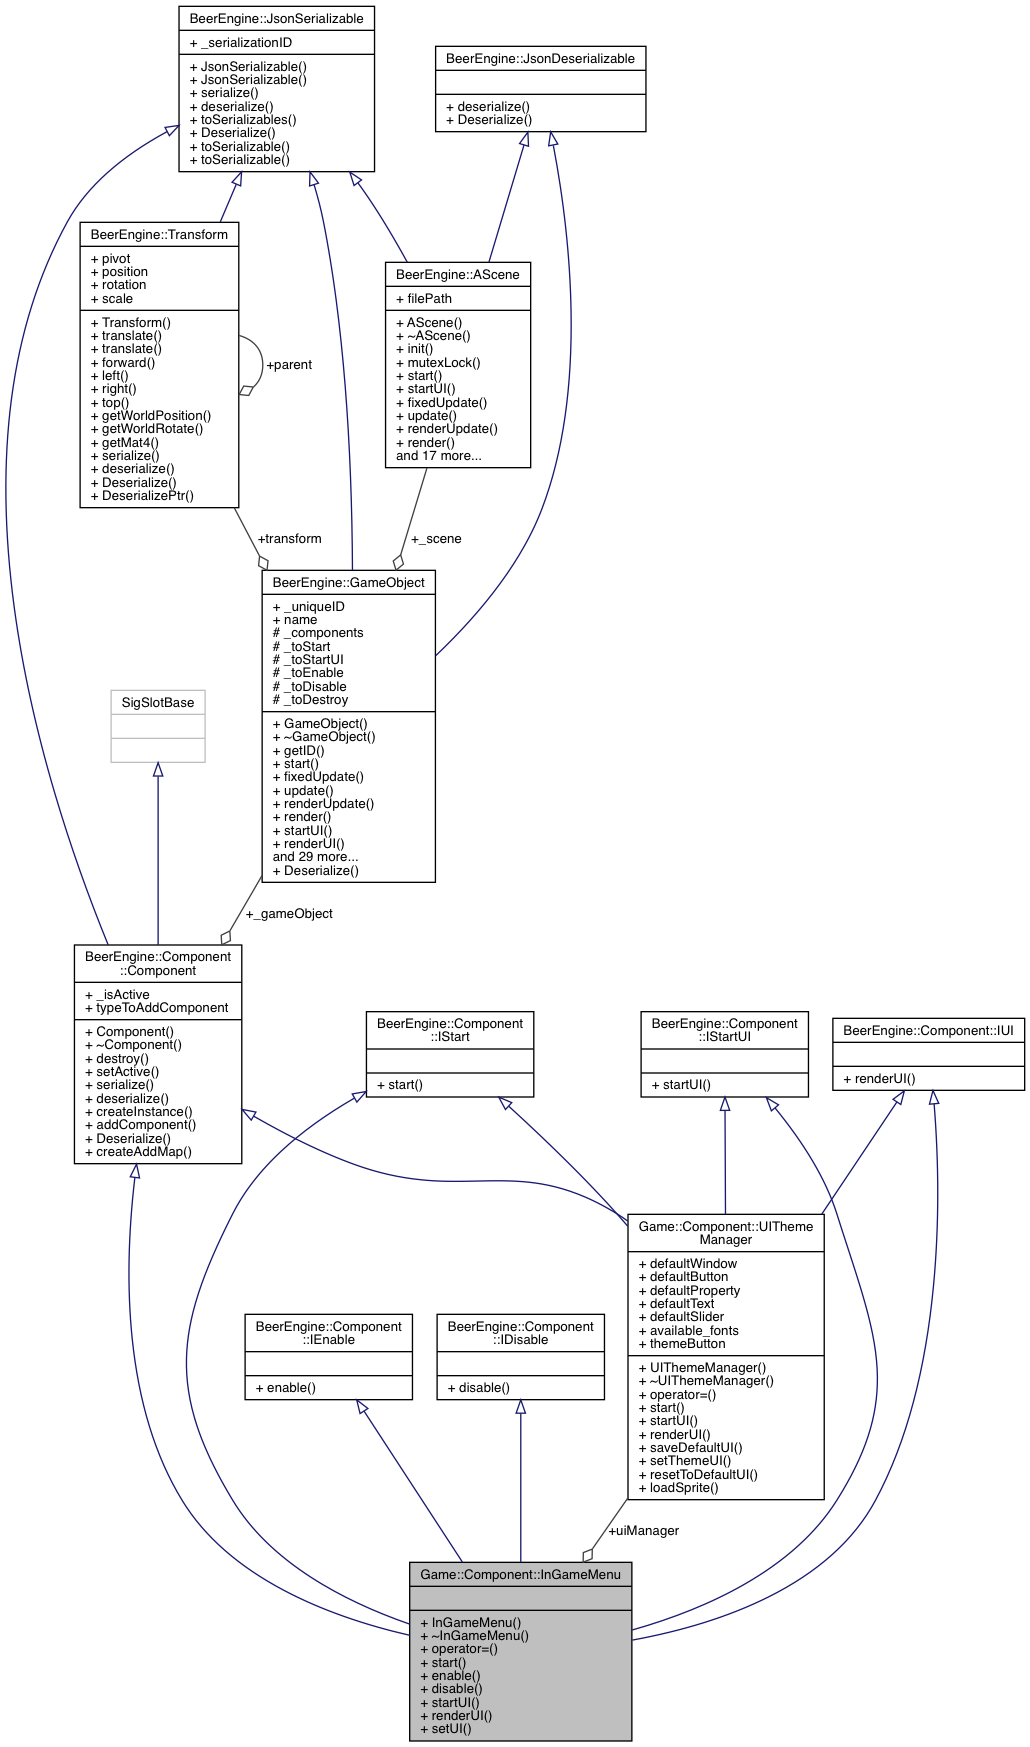 BeerEngine::JsonSerializable
+ _serializationID
+ JsonSerializable()
+ JsonSerializable()
+ serialize()
+ deserialize()
+ toSerializables()
+ Deserialize()
+ toSerializable()
+ toSerializable()
BeerEngine::JsonDeserializable
+ deserialize()
+ Deserialize()
BeerEngine::Transform
+ pivot
+ position
+ rotation
+ scale
+ Transform()
+ translate()
+ translate()
+ forward()
+ left()
+ right()
+ top()
+ getWorldPosition()
+ getWorldRotate()
+ getMat4()
+ serialize()
+ deserialize()
+ Deserialize()
+ DeserializePtr()
+parent
BeerEngine::AScene
+ filePath
+ AScene()
+ ~AScene()
+ init()
+ mutexLock()
+ start()
+ startUI()
+ fixedUpdate()
+ update()
+ renderUpdate()
+ render()
and 17 more...
+transform
+_scene
BeerEngine::GameObject
+ _uniqueID
+ name
# _components
# _toStart
# _toStartUI
# _toEnable
# _toDisable
# _toDestroy
+ GameObject()
+ ~GameObject()
+ getID()
+ start()
+ fixedUpdate()
+ update()
+ renderUpdate()
+ render()
+ startUI()
+ renderUI()
and 29 more...
+ Deserialize()
SigSlotBase
+_gameObject
BeerEngine::Component
::Component
+ _isActive
+ typeToAddComponent
+ Component()
+ ~Component()
+ destroy()
+ setActive()
+ serialize()
+ deserialize()
+ createInstance()
+ addComponent()
+ Deserialize()
+ createAddMap()
BeerEngine::Component
::IStart
+ start()
BeerEngine::Component
::IStartUI
+ startUI()
BeerEngine::Component::IUI
+ renderUI()
Game::Component::UITheme
Manager
+ defaultWindow
+ defaultButton
+ defaultProperty
+ defaultText
+ defaultSlider
+ available_fonts
+ themeButton
+ UIThemeManager()
+ ~UIThemeManager()
+ operator=()
+ start()
+ startUI()
+ renderUI()
+ saveDefaultUI()
+ setThemeUI()
+ resetToDefaultUI()
+ loadSprite()
BeerEngine::Component
::IEnable
+ enable()
BeerEngine::Component
::IDisable
+ disable()
+uiManager
Game::Component::InGameMenu
+ InGameMenu()
+ ~InGameMenu()
+ operator=()
+ start()
+ enable()
+ disable()
+ startUI()
+ renderUI()
+ setUI()